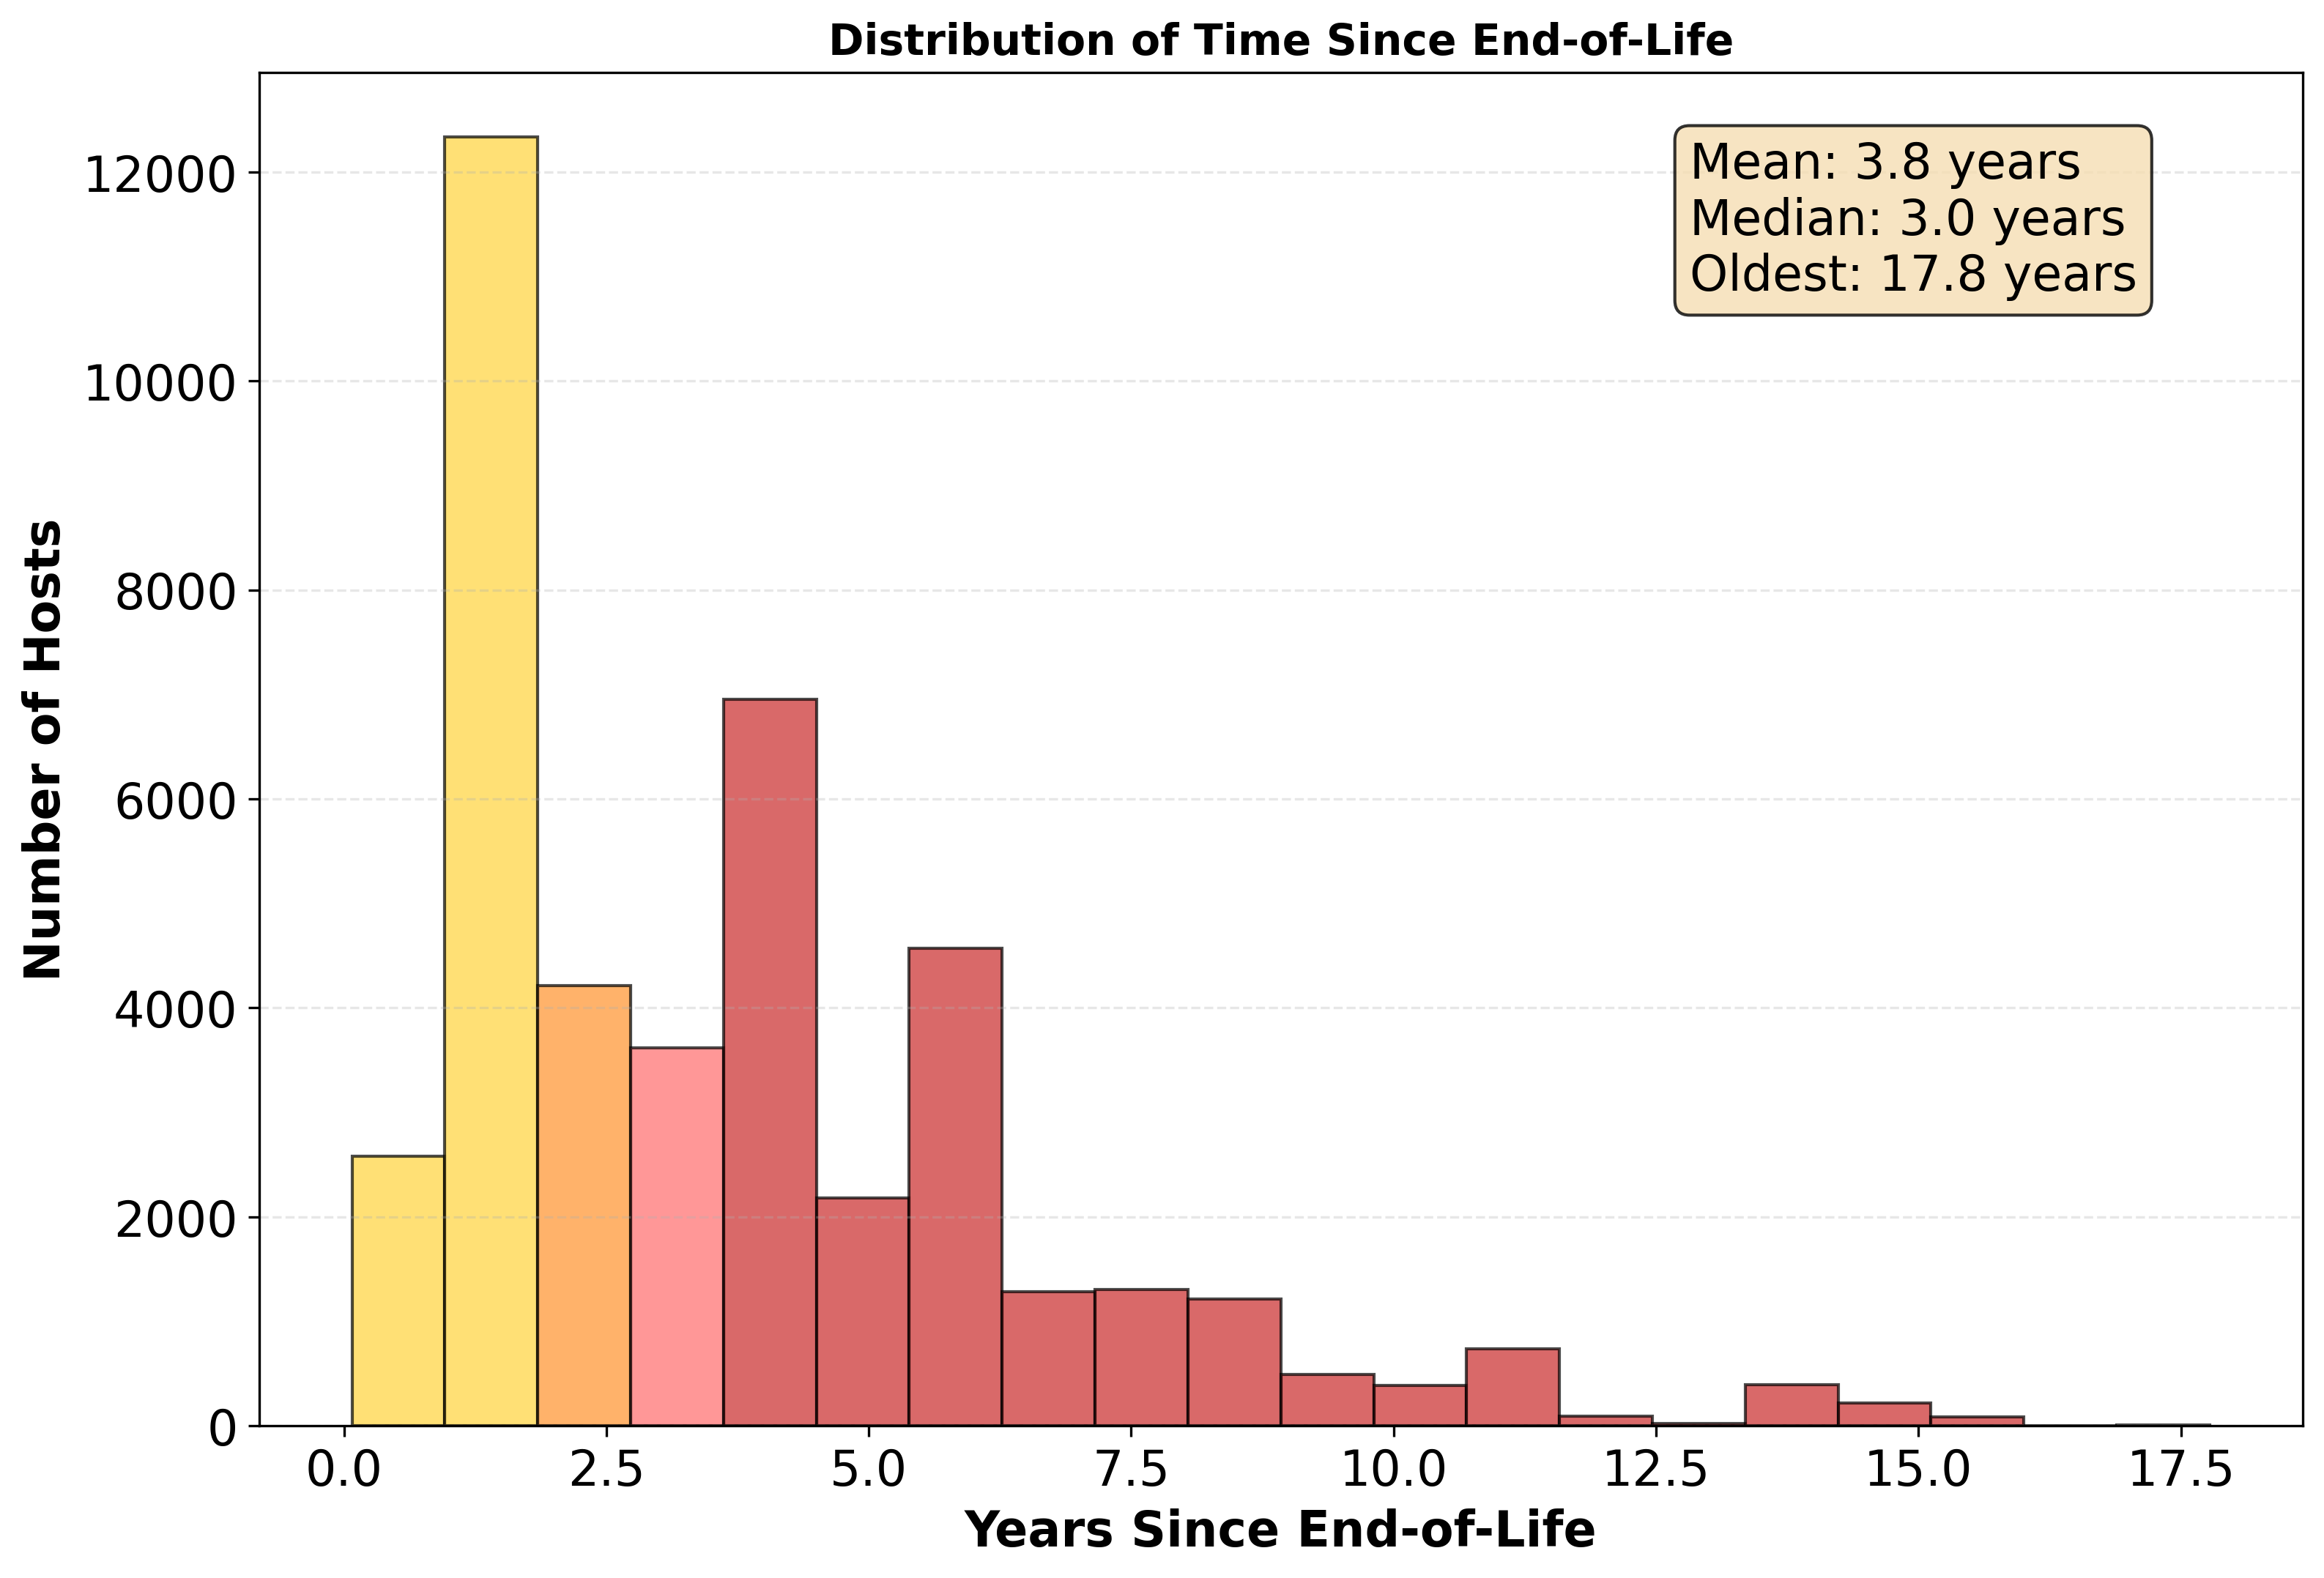 Distribution of Time Since End-of-Life
Mean: 3.8 years
Median: 3.0 years
Oldest: 17.8 years
Number of Hosts
12000
10000
8000
6000
4000
2000
0
0.0 2.5 5.0 7.5 10.0 12.5 15.0 17.5
Years Since End-of-Life